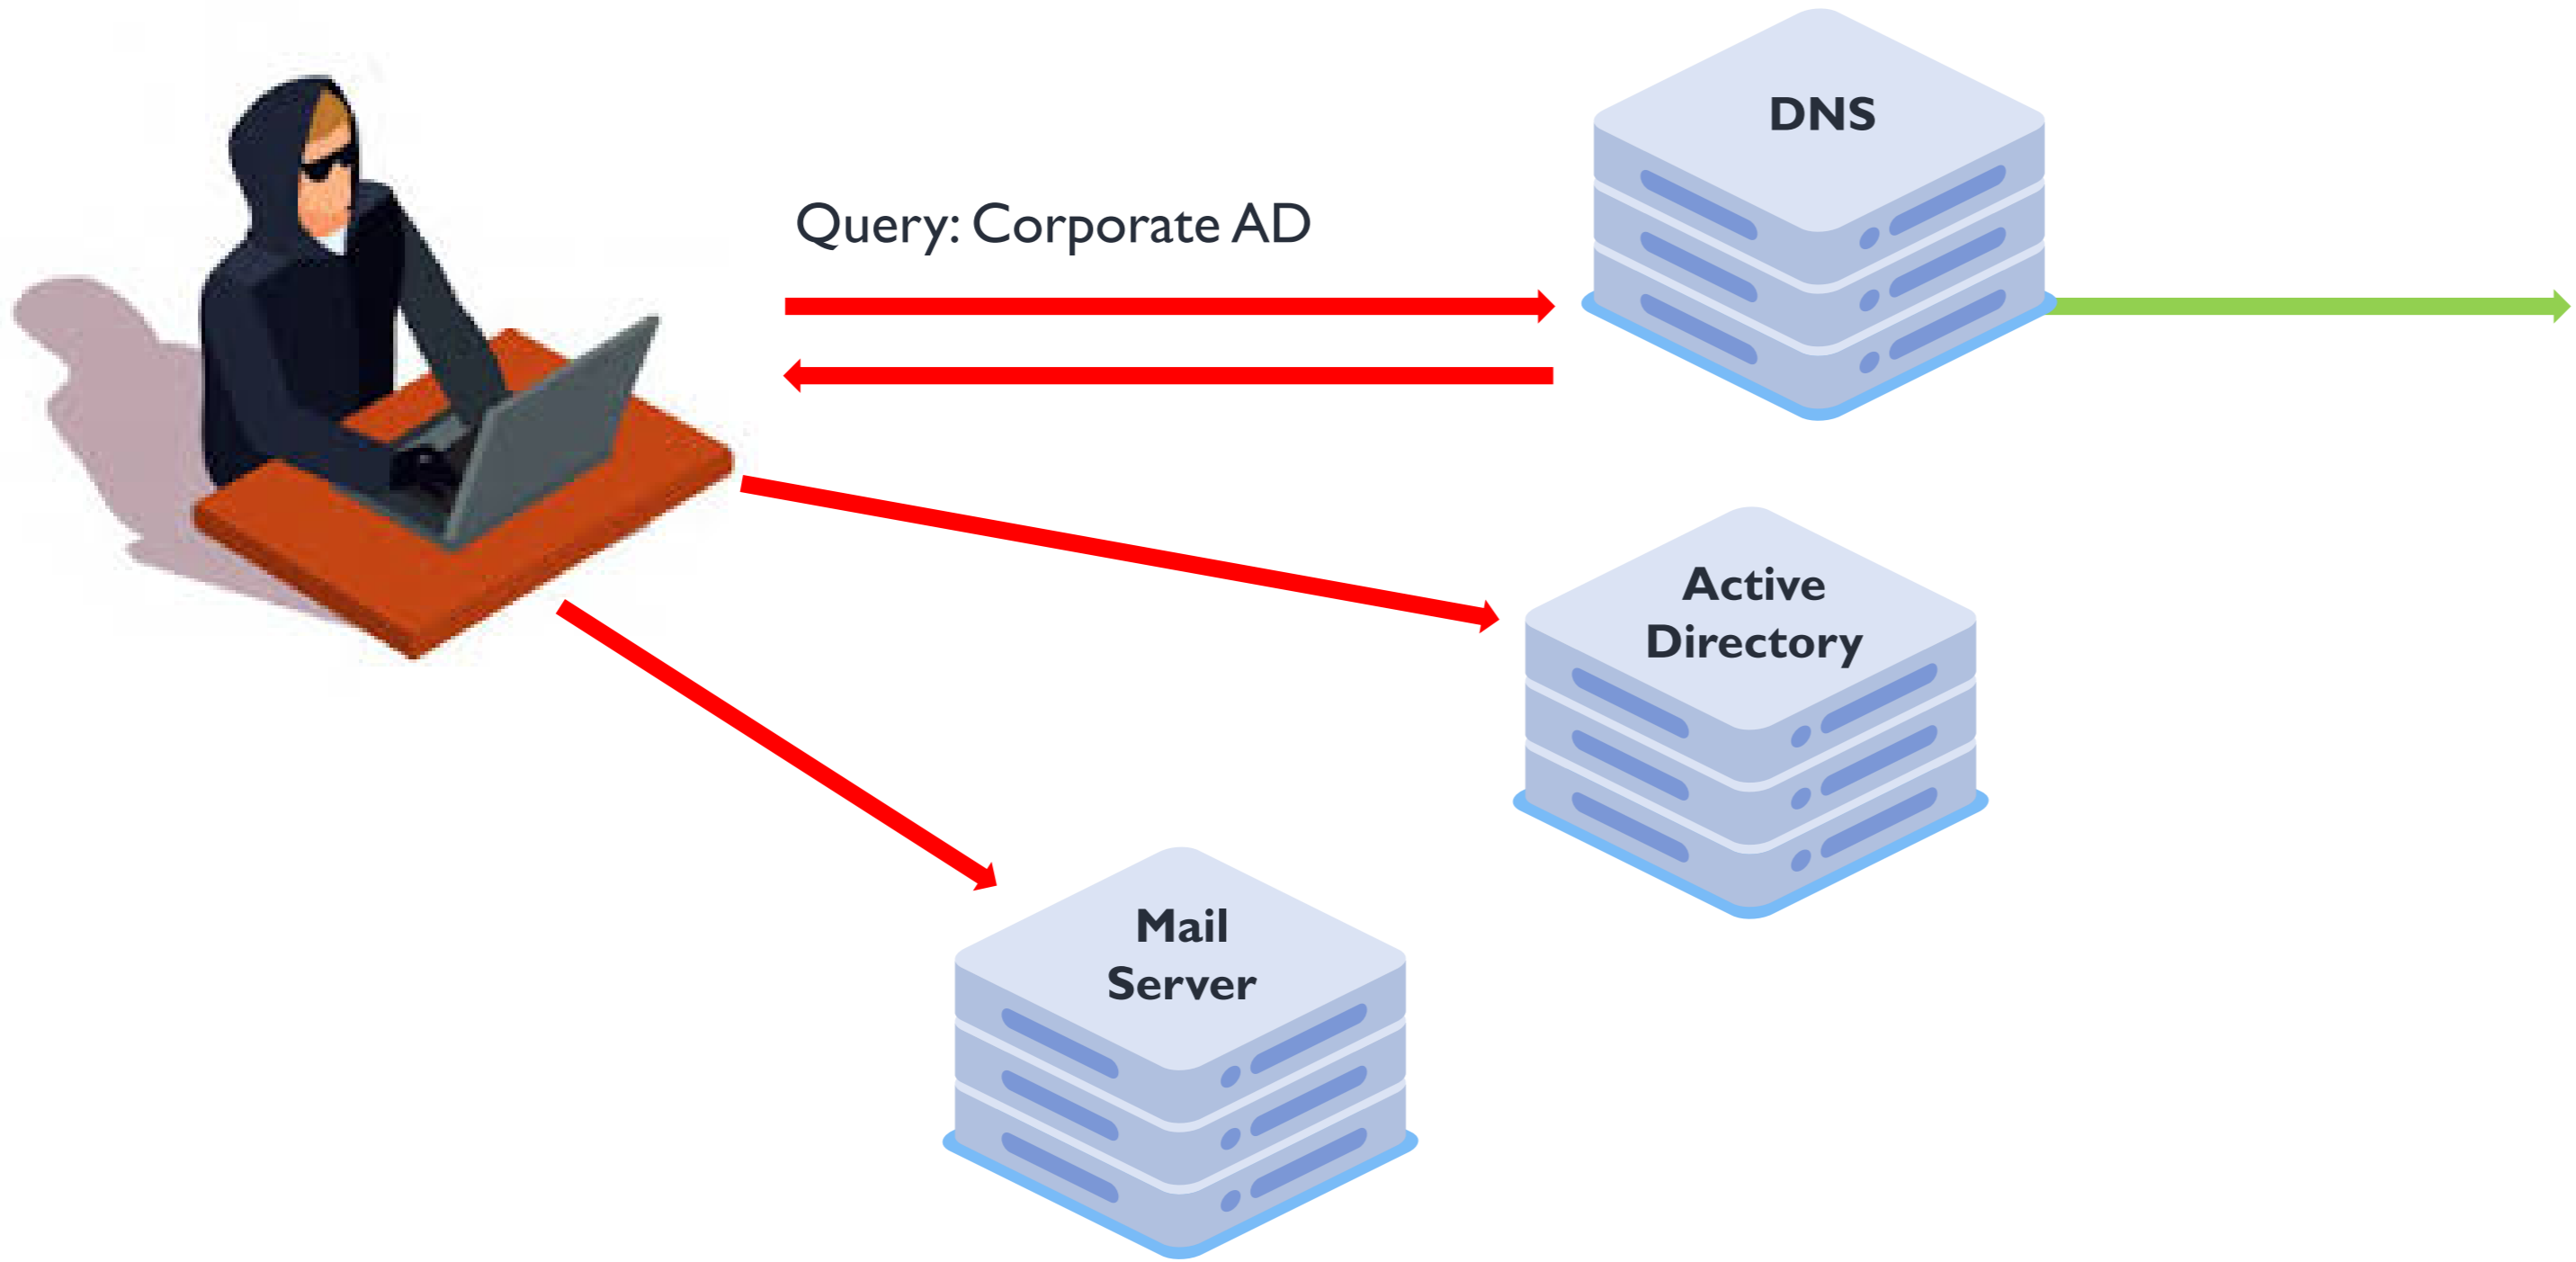 DNS
Query: Corporate AD
Active
Directory
Mail
Server